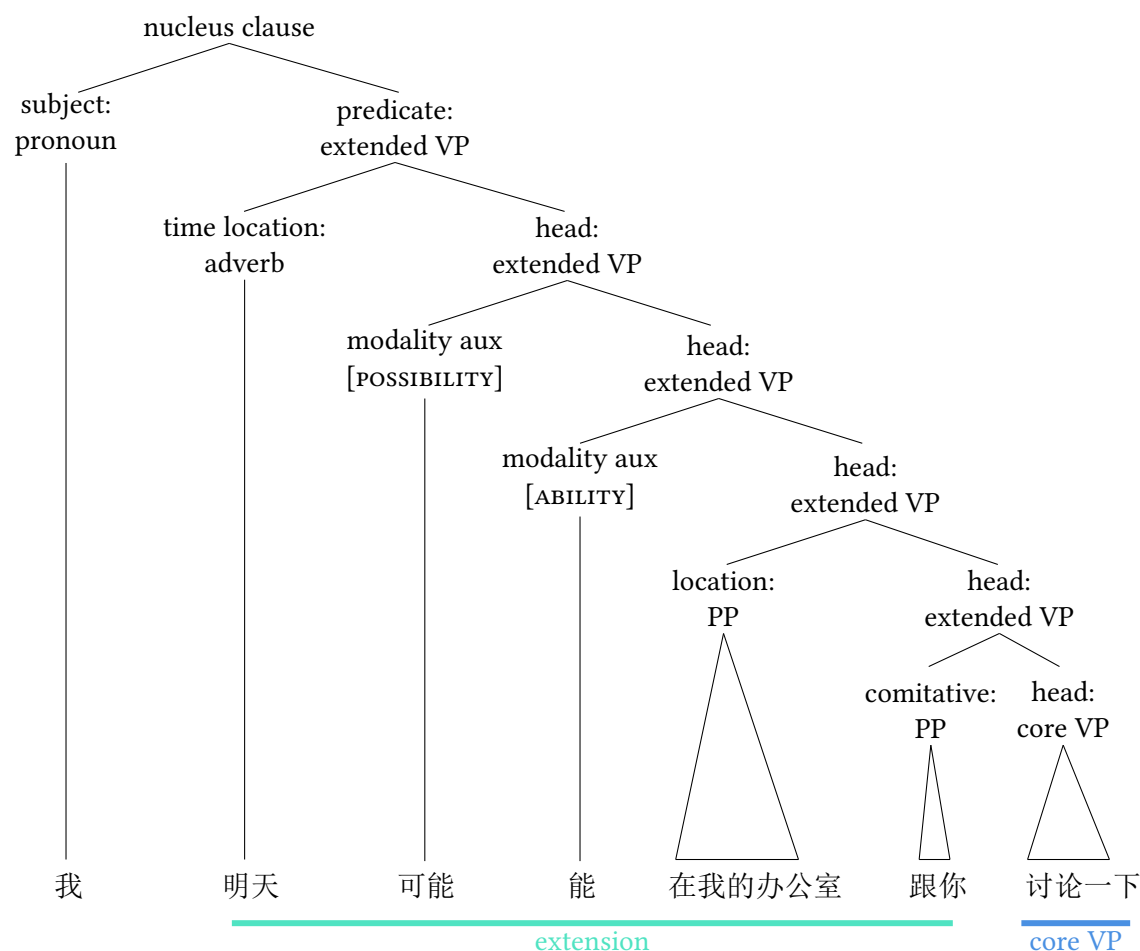 nucleus clause
subject:
pronoun
predicate:
extended VP
time location:
adverb
head:
extended VP
modality aux
[POSSIBILITY]
head:
extended VP
modality aux
[ABILITY]
head:
extended VP
location:
PP
head:
extended VP
comitative:
PP
head:
core VP
我 明天 可能 能 在我的办公室 跟你 讨论一下
extension core VP